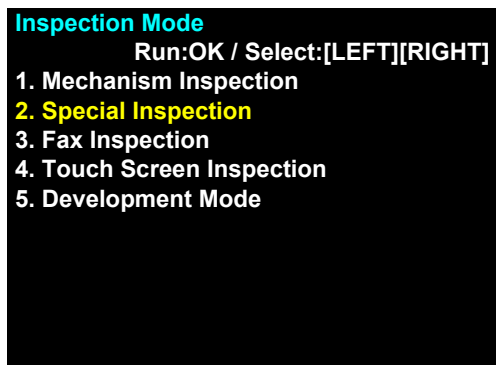 Inspection Mode
Run:OK / Select:[LEFT][RIGHT]
1. Mechanism Inspection
2. Special Inspection
3. Fax Inspection
4. Touch Screen Inspection
5. Development Mode